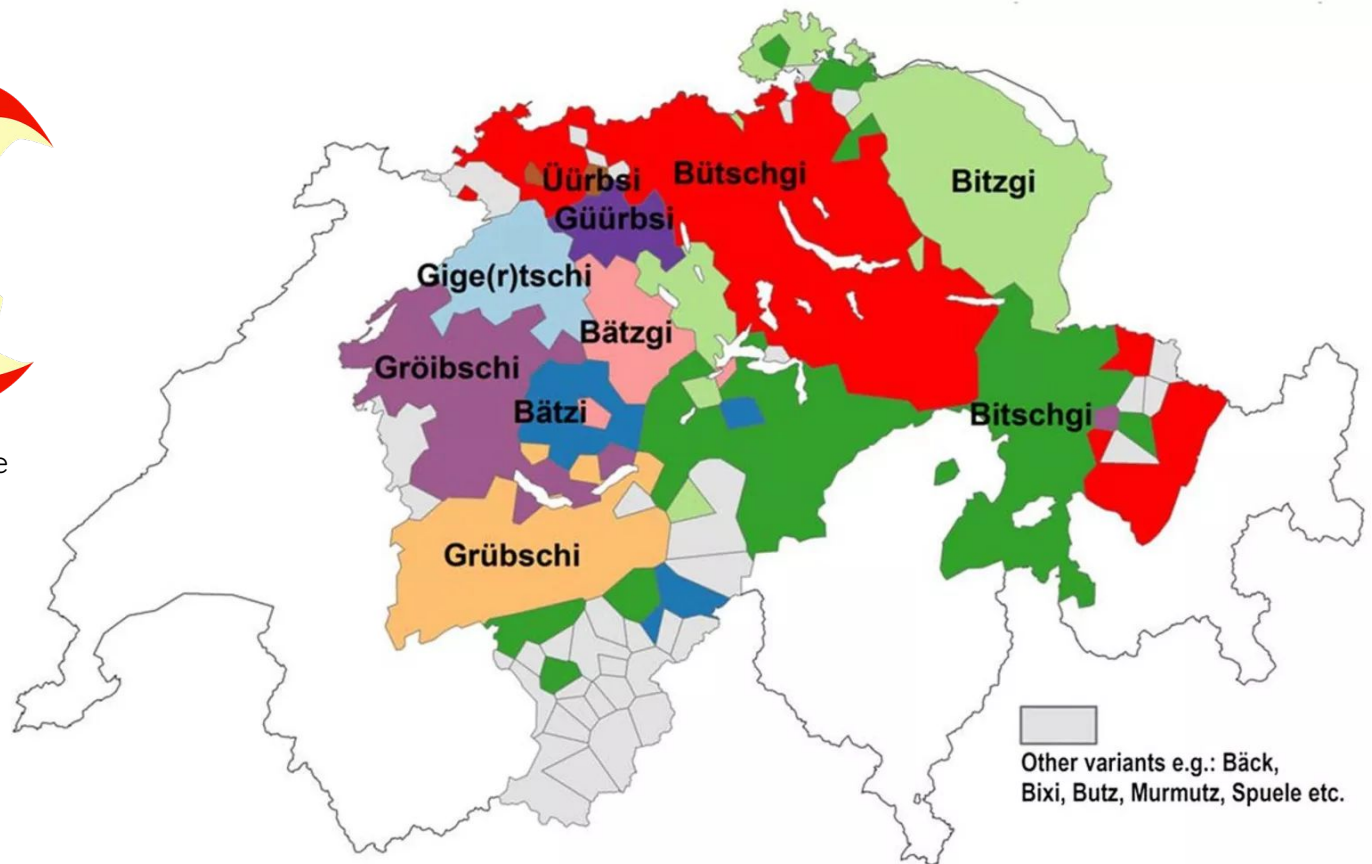 Üürbsi
Bütschgi
Bitzgi
Güürbsi
Gige(r)tschi
Bätzgi
Gröibschi
Bätzi
Bitschgi
e
Grübschi
Other variants e.g.: Bäck,
Bixi, Butz, Murmutz, Spuele etc.